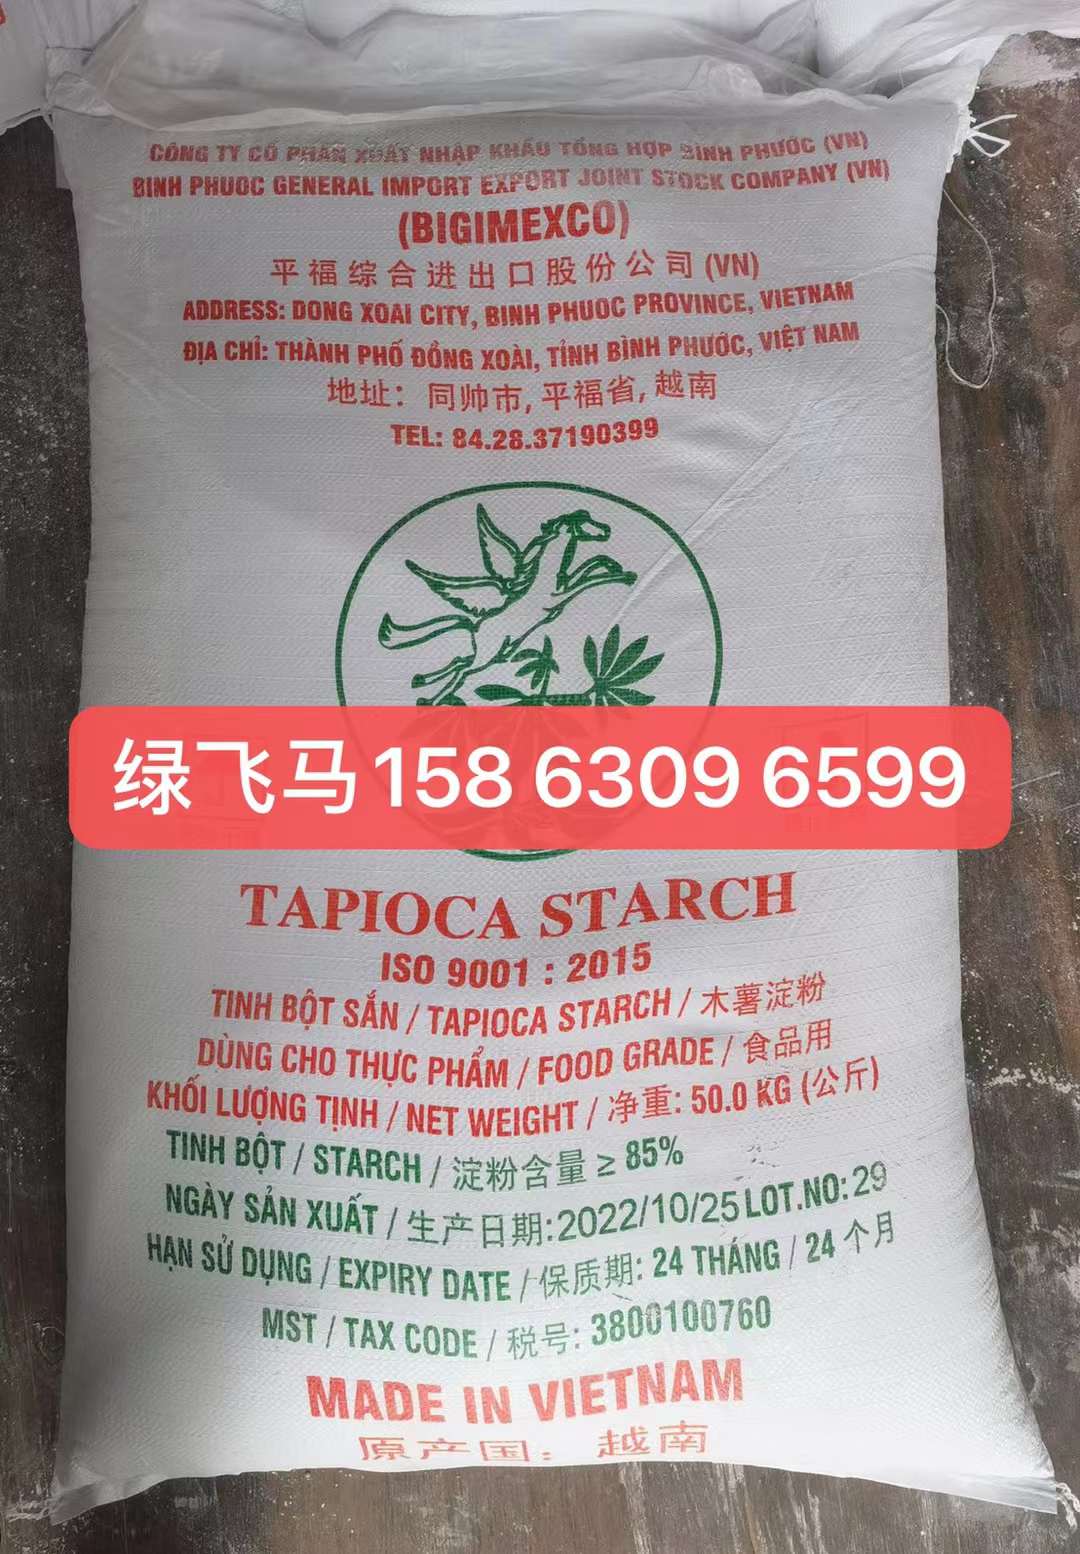 CÔNG TY CỔ PHẦN XUẤT NHẬP KHẨU TỔNG HỢP BÌNH PHƯỚC (VN)
BINH PHUOC GENERAL IMPORT EXPORT JOINT STOCK COMPANY (VN)
(BIGIMEXCO)
平福综合进出口股份公司(VN)
ADDRESS: DONG XOAI CITY, BINH PHUOC PROVINCE, VIETNAM
ĐỊA CHỈ: THÀNH PHỐ ĐỒNG XOÀI, TỈNH BÌNH PHƯỚC, VIỆT NAM
地址：同帅市, 平福省, 越南
TEL: 84.28.37190399
绿飞马158 6309 6599
TAPIOCA STARCH
ISO 9001 : 2015
TINH BỘT SẮN / TAPIOCA STARCH / 木薯淀粉
DÙNG CHO THỰC PHẨM / FOOD GRADE / 食品用
KHỐI LƯỢNG TỊNH / NET WEIGHT / 净重: 50.0 KG (公斤)
TINH BỘT / STARCH / 淀粉含量 ≥ 85%
NGÀY SẢN XUẤT / 生产日期:2022/10/25 LOT.NO: 29
HẠN SỬ DỤNG / EXPIRY DATE / 保质期: 24 THÁNG / 24 个月
MST / TAX CODE / 税号: 3800100760
MADE IN VIETNAM
原产国：越南